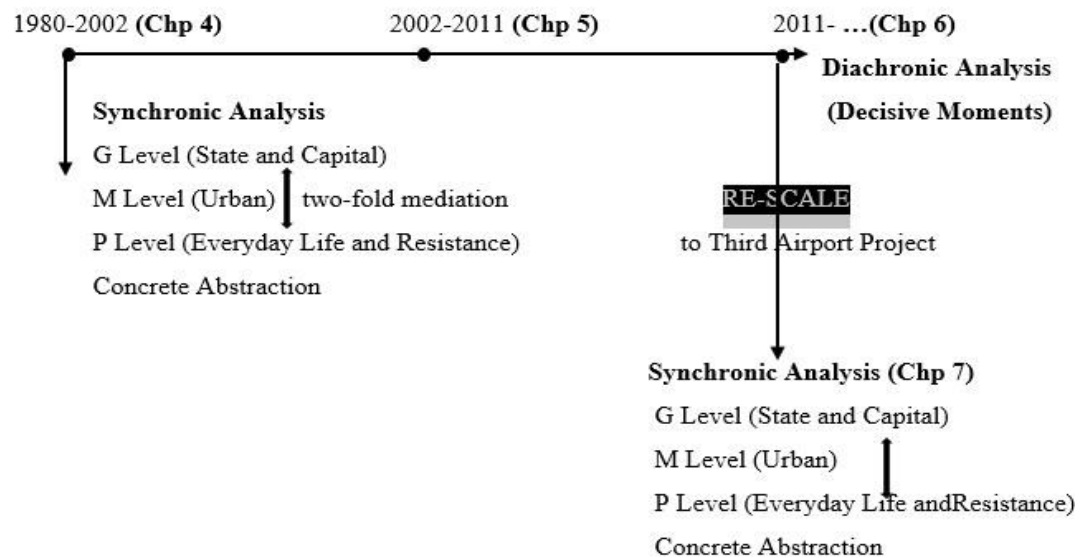 1980-2002 (Chp 4) 2002-2011 (Chp 5) 2011- …(Chp 6)
Diachronic Analysis
(Decisive Moments)
Synchronic Analysis
G Level (State and Capital)
M Level (Urban) two-fold mediation
P Level (Everyday Life and Resistance)
Concrete Abstraction
RE-SCALE
to Third Airport Project
Synchronic Analysis (Chp 7)
G Level (State and Capital)
M Level (Urban)
P Level (Everyday Life andResistance)
Concrete Abstraction